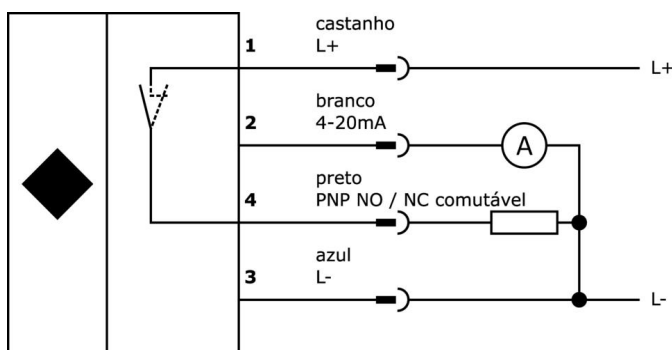 castanho
1 L+ L+
branco
2 4-20mA
A
preto
4 PNP NO / NC comutável
azul
3 L- L-